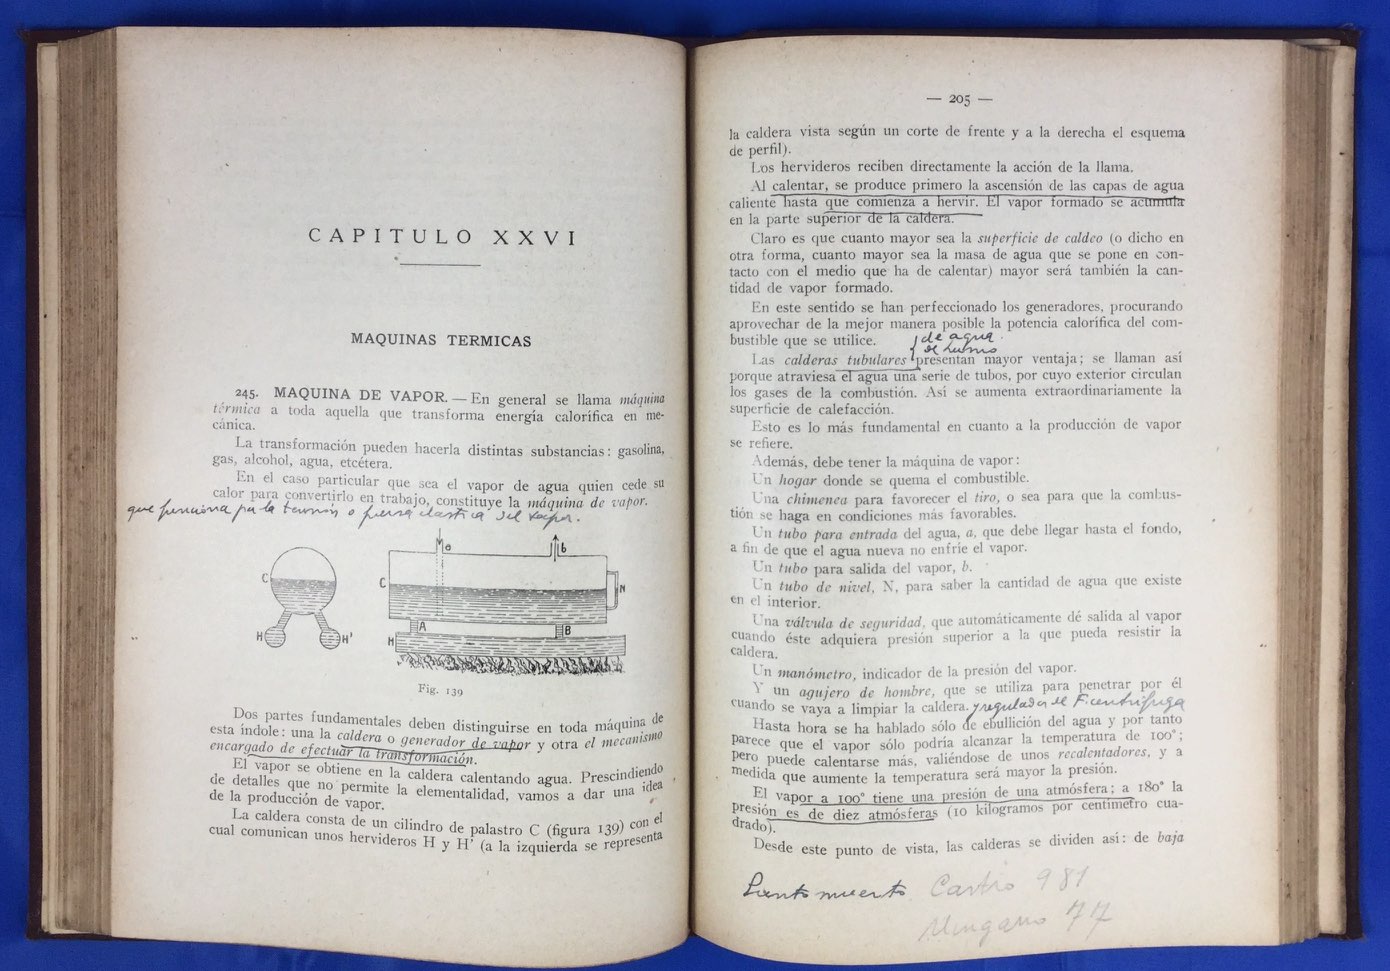 CAPITULO XXVI
MAQUINAS TERMICAS
245. MAQUINA DE VAPOR. — En general se llama máquina
térmica a toda aquella que transforma energía calorífica en me-
cánica.
La transformación pueden hacerla distintas substancias: gasolina,
gas, alcohol, agua, etcétera.
En el caso particular que sea el vapor de agua quien cede su
calor para convertirlo en trabajo, constituye la máquina de vapor.
que funciona por la tensión o fuerza elastica del vapor.
a b
C C N
A B
H H' H
Fig. 139
Dos partes fundamentales deben distinguirse en toda máquina de
esta índole: una la caldera o generador de vapor y otra el mecanismo
encargado de efectuar la transformación.
El vapor se obtiene en la caldera calentando agua. Prescindiendo
de detalles que no permite la elementalidad, vamos a dar una idea
de la producción de vapor.
La caldera consta de un cilindro de palastro C (figura 139) con el
cual comunican unos hervideros H y H' (a la izquierda se representa
— 205 —
la caldera vista según un corte de frente y a la derecha el esquema
de perfil).
Los hervideros reciben directamente la acción de la llama.
Al calentar, se produce primero la ascensión de las capas de agua
caliente hasta que comienza a hervir. El vapor formado se acumula
en la parte superior de la caldera.
Claro es que cuanto mayor sea la superficie de caldeo (o dicho en
otra forma, cuanto mayor sea la masa de agua que se pone en con-
tacto con el medio que ha de calentar) mayor será también la can-
tidad de vapor formado.
En este sentido se han perfeccionado los generadores, procurando
aprovechar de la mejor manera posible la potencia calorífica del com-
bustible que se utilice.
de agua.
de humo
Las calderas tubulares presentan mayor ventaja; se llaman así
porque atraviesa el agua una serie de tubos, por cuyo exterior circulan
los gases de la combustión. Así se aumenta extraordinariamente la
superficie de calefacción.
Esto es lo más fundamental en cuanto a la producción de vapor
se refiere.
Además, debe tener la máquina de vapor:
Un hogar donde se quema el combustible.
Una chimenea para favorecer el tiro, o sea para que la combus-
tión se haga en condiciones más favorables.
Un tubo para entrada del agua, a, que debe llegar hasta el fondo,
a fin de que el agua nueva no enfríe el vapor.
Un tubo para salida del vapor, b.
Un tubo de nivel, N, para saber la cantidad de agua que existe
en el interior.
Una válvula de seguridad, que automáticamente dé salida al vapor
cuando éste adquiera presión superior a la que pueda resistir la
caldera.
Un manómetro, indicador de la presión del vapor.
Y un agujero de hombre, que se utiliza para penetrar por él
cuando se vaya a limpiar la caldera. y regulador de F centrifuga
Hasta hora se ha hablado sólo de ebullición del agua y por tanto
parece que el vapor sólo podría alcanzar la temperatura de 100°;
pero puede calentarse más, valiéndose de unos recalentadores, y a
medida que aumente la temperatura será mayor la presión.
El vapor a 100° tiene una presión de una atmósfera; a 180° la
presión es de diez atmósferas (10 kilogramos por centímetro cua-
drado).
Desde este punto de vista, las calderas se dividen así: de baja
Castro 981
77